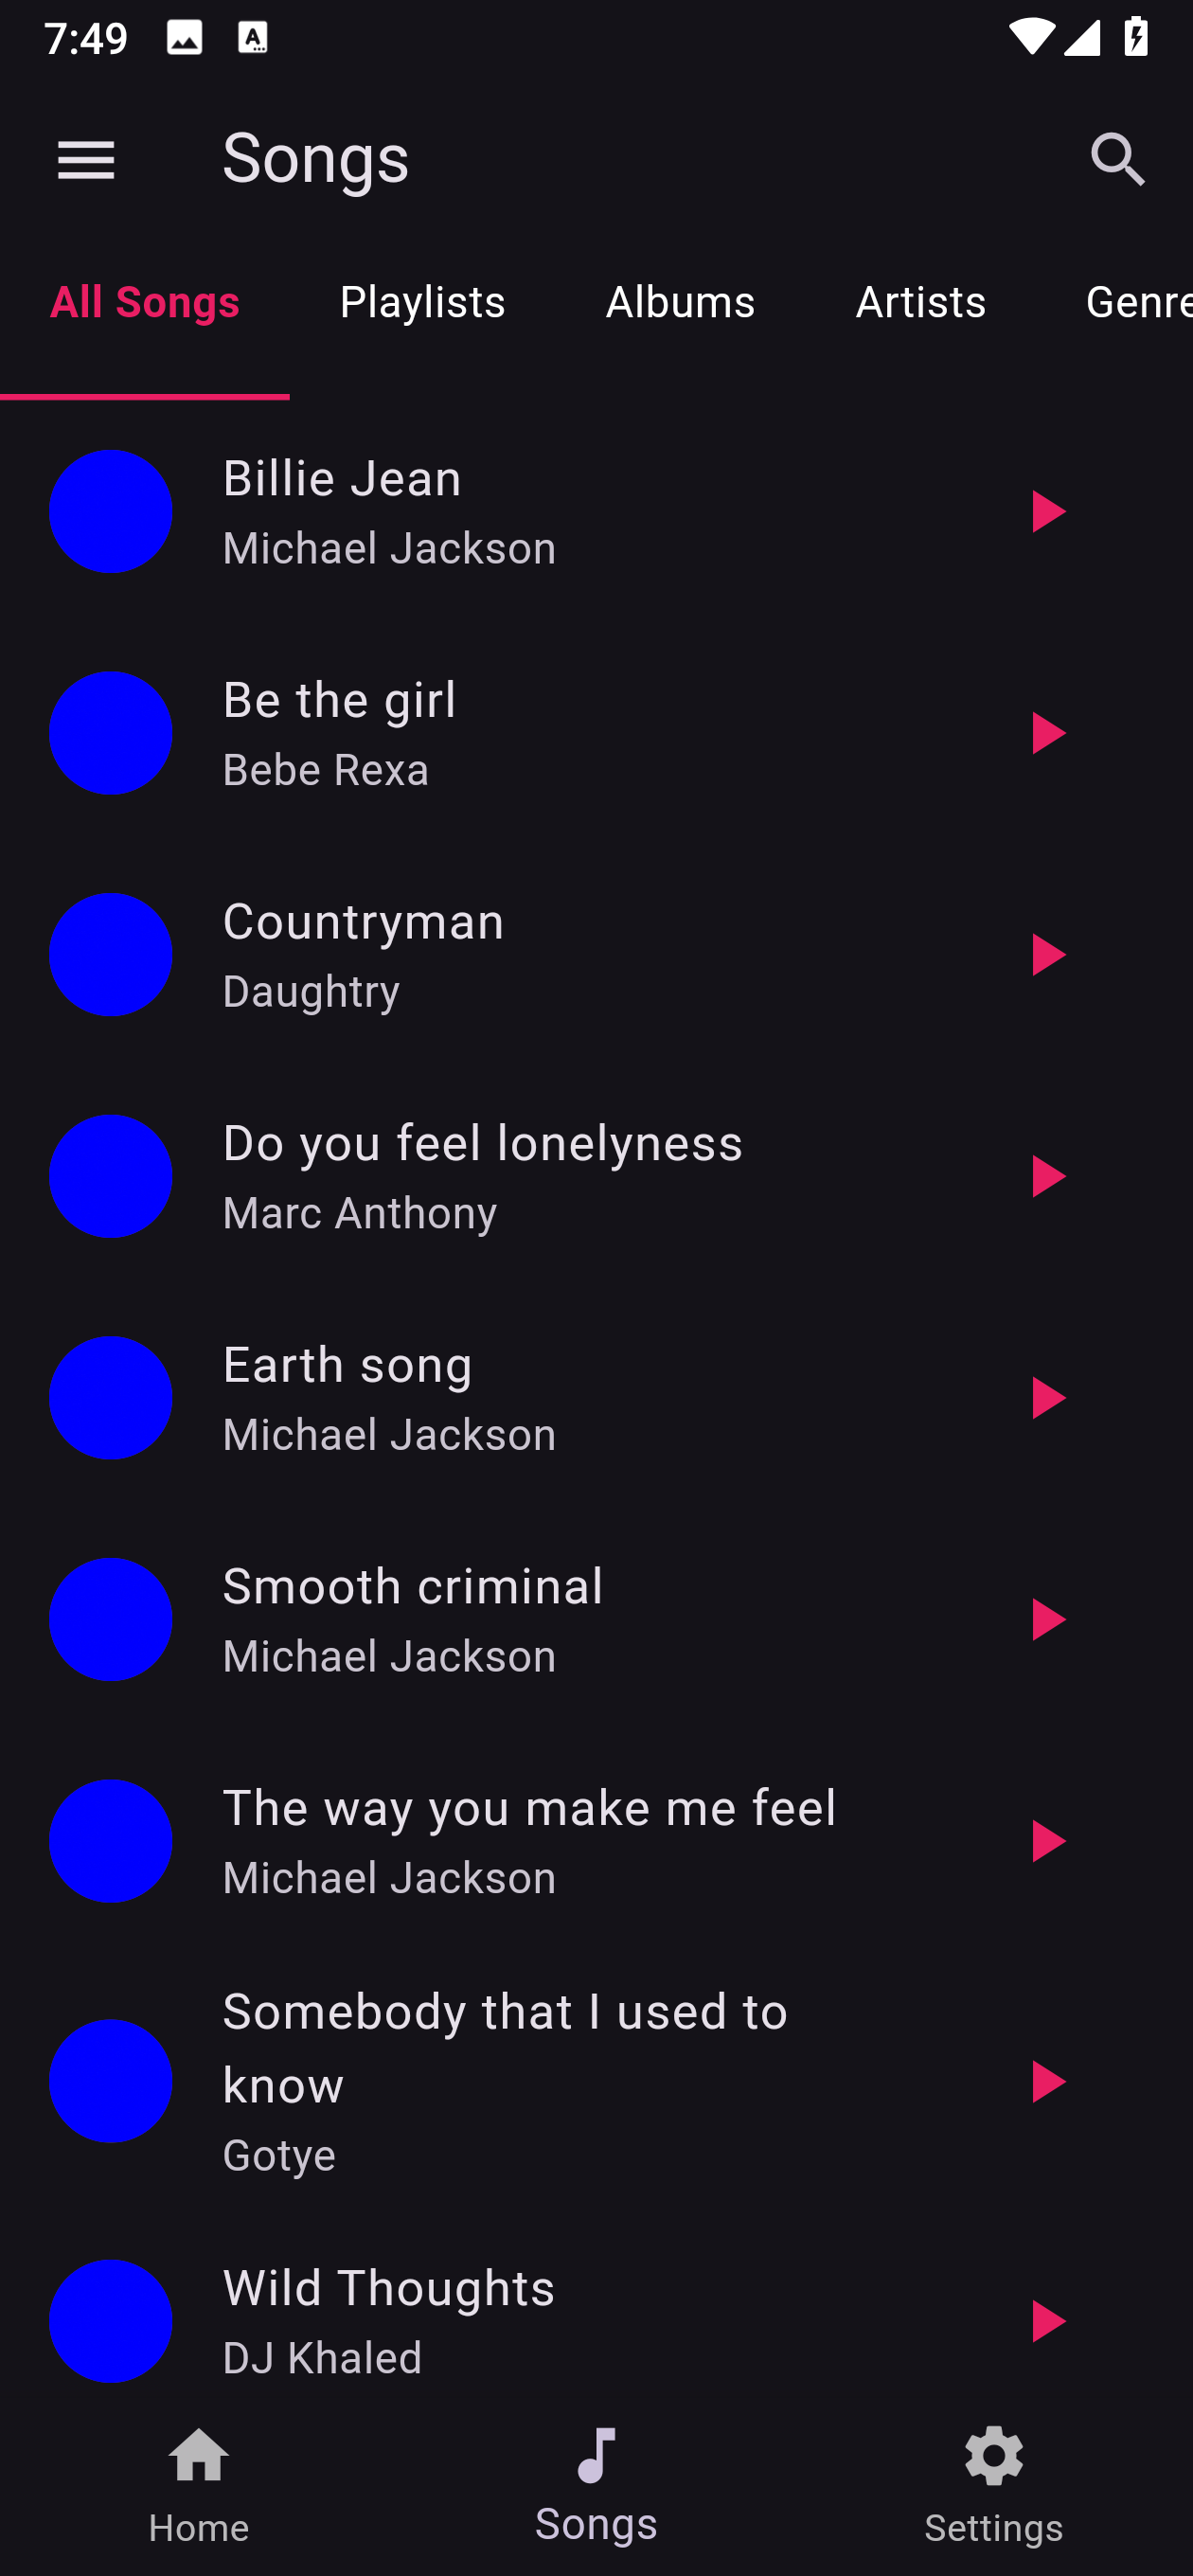 7:49
Songs
All Songs Playlists Albums Artists Genre
Billie Jean
Michael Jackson
Be the girl
Bebe Rexa
Countryman
Daughtry
Do you feel lonelyness
Marc Anthony
Earth song
Michael Jackson
Smooth criminal
Michael Jackson
The way you make me feel
Michael Jackson
Somebody that I used to
know
Gotye
Wild Thoughts
DJ Khaled
Home Songs Settings